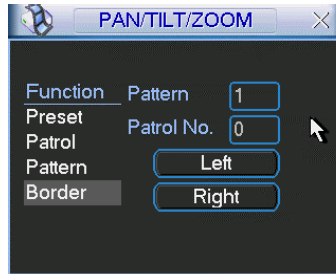 PAN/TILT/ZOOM
Function
Pattern 1
Preset
Patrol No. 0
Patrol
Pattern
Left
Border
Right